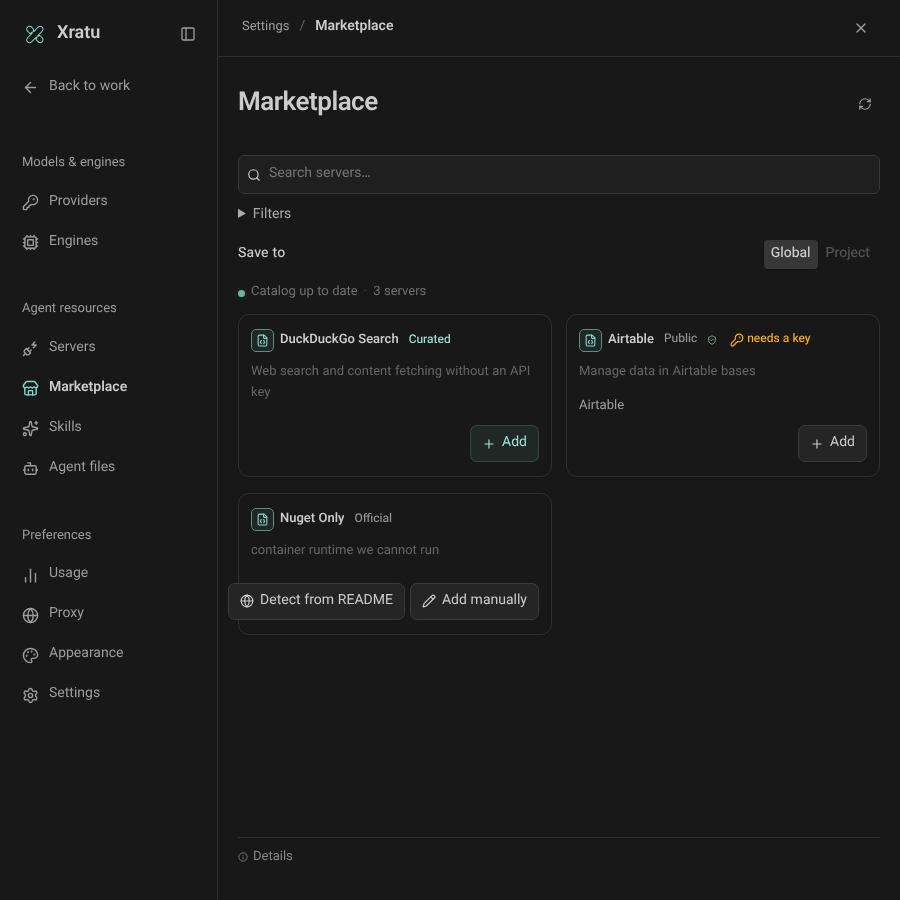 Xratu
Back to work
Models & engines
Providers
Engines
Agent resources
Servers
Marketplace
Skills
Agent files
Preferences
Usage
Proxy
Appearance
Settings
Settings / Marketplace
Marketplace
Search servers...
Filters
Save to
Global Project
Catalog up to date · 3 servers
DuckDuckGo Search Curated
Web search and content fetching without an API
key
Add
Airtable Public needs a key
Manage data in Airtable bases
Airtable
Add
Nuget Only Official
container runtime we cannot run
Detect from README Add manually
Details